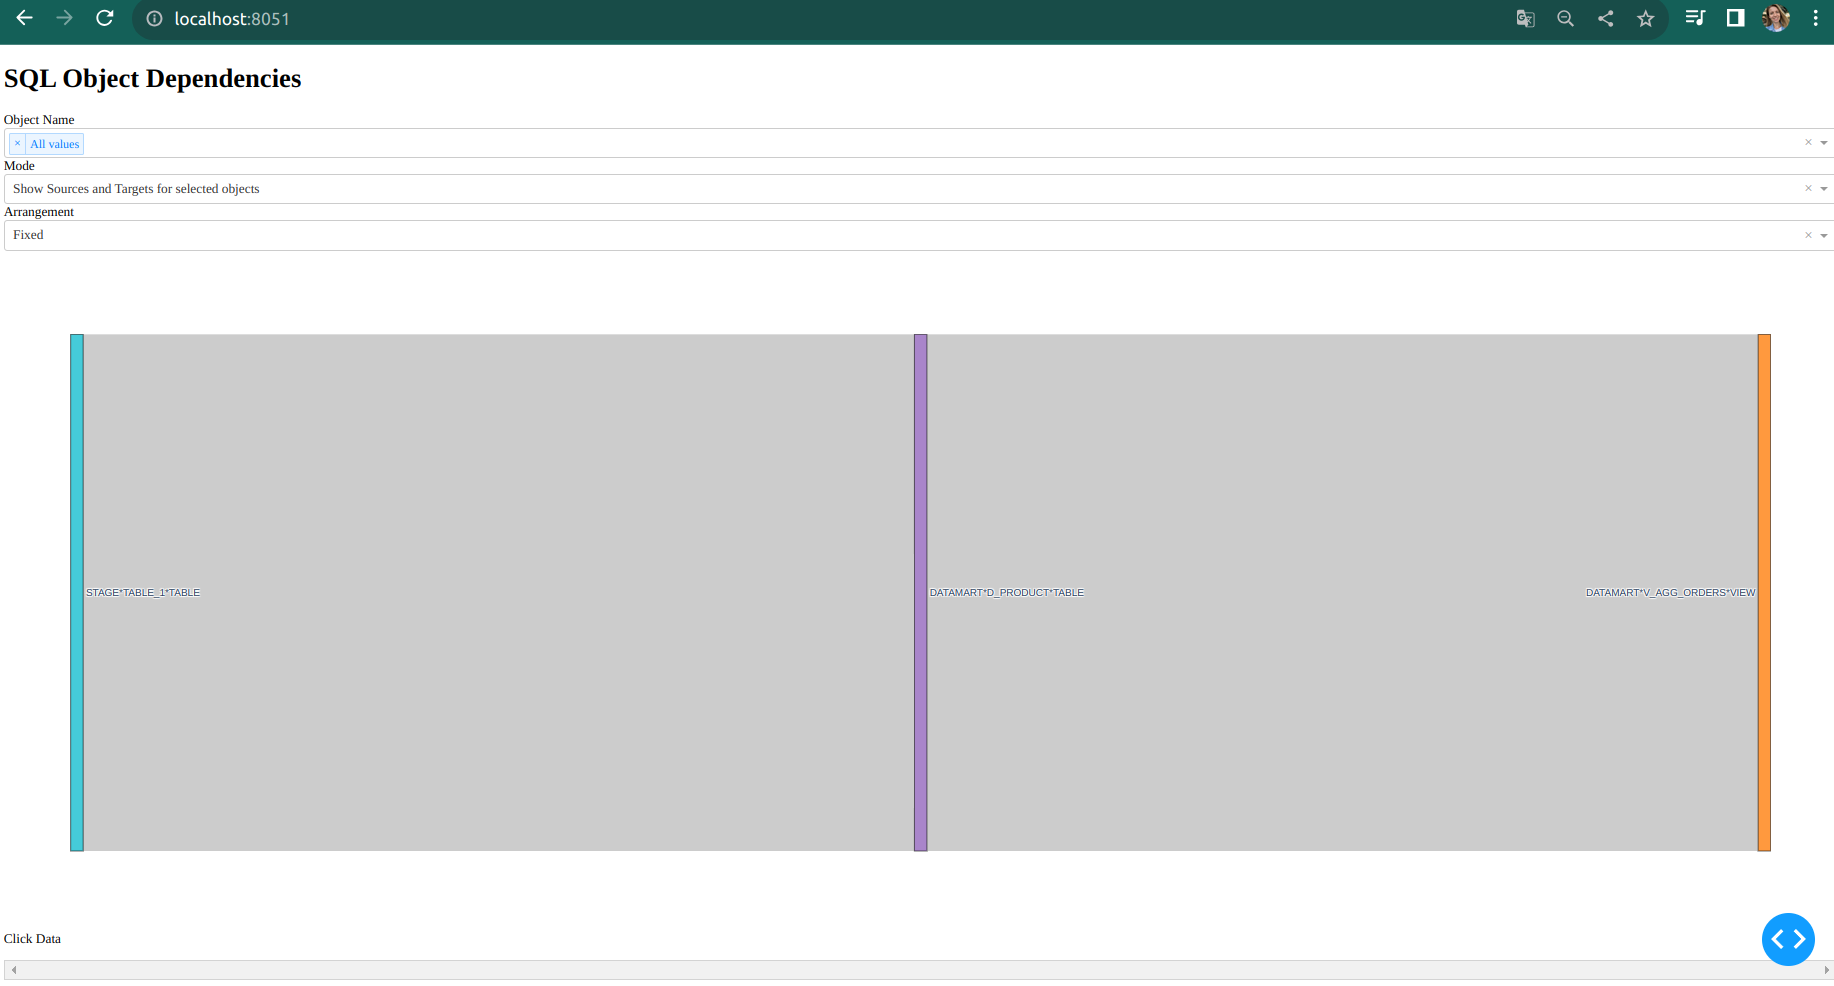 localhost:8051
SQL Object Dependencies
Object Name
× All values
Mode
Show Sources and Targets for selected objects
Arrangement
Fixed
STAGE*TABLE_1*TABLE
DATAMART*D_PRODUCT*TABLE
DATAMART*V_AGG_ORDERS*VIEW
Click Data